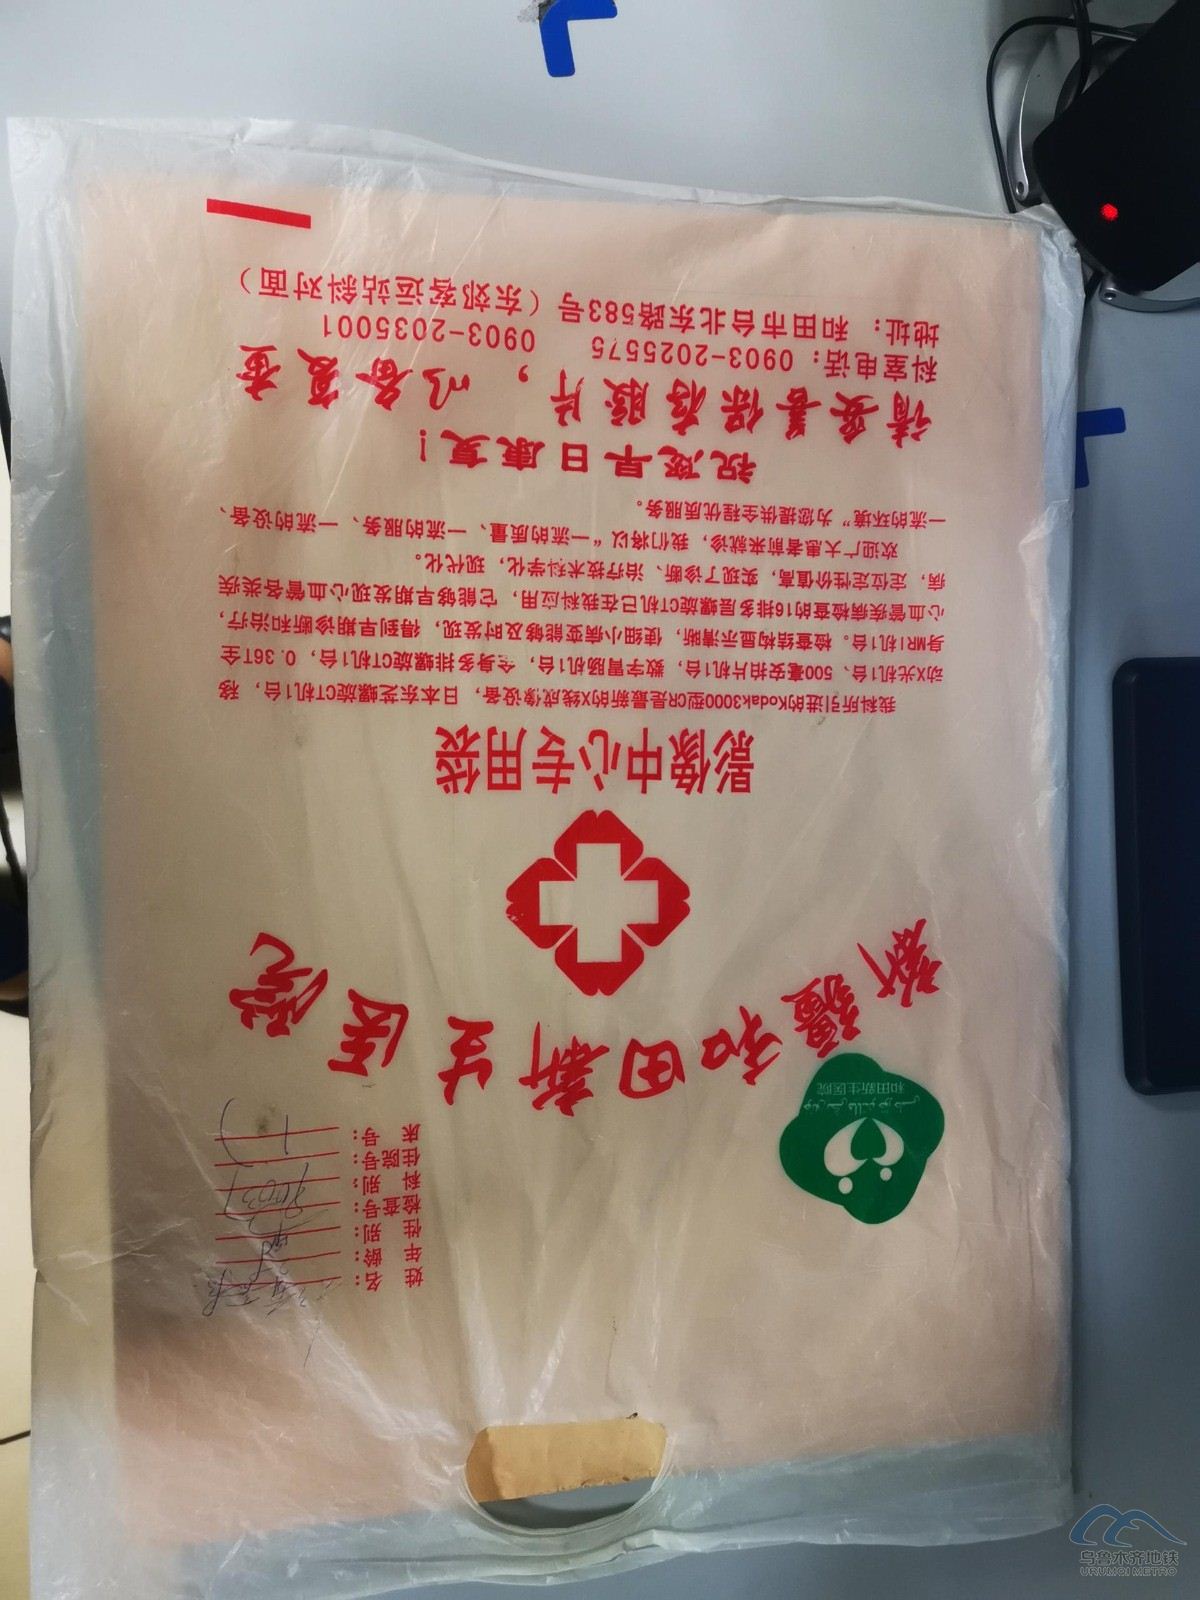 新疆和田新生医院
和田新生医院
姓 名：
年 龄：
性 别：
检查号：
科 别：
住院号：
床 号：
影像中心专用袋
我科所引进的Kodak3000型CR是最新的X线成像设备，日本东芝螺旋CT机1台，移
动X光机1台、500毫安拍片机1台，数字胃肠机1台，全身多排螺旋CT机1台，0.36T全
身MRI机1台。检查结构显示清晰，使细小病变能够及时发现，得到早期诊断和治疗，
心血管疾病检查的16排多层螺旋CT机已在我科应用，它能够早期发现心血管各类疾
病，定位定性价值高，实现了诊断、治疗技术科学化，现代化。
欢迎广大患者前来就诊，我们将以“一流的质量、一流的服务、一流的设备、
一流的环境”为您提供全程优质服务。
祝您早日康复！
请妥善保存胶片，以备复查
科室电话：0903-2025575 0903-2035001
地址：和田市台北东路583号（东郊客运站斜对面）
乌鲁木齐地铁
URUMQI METRO